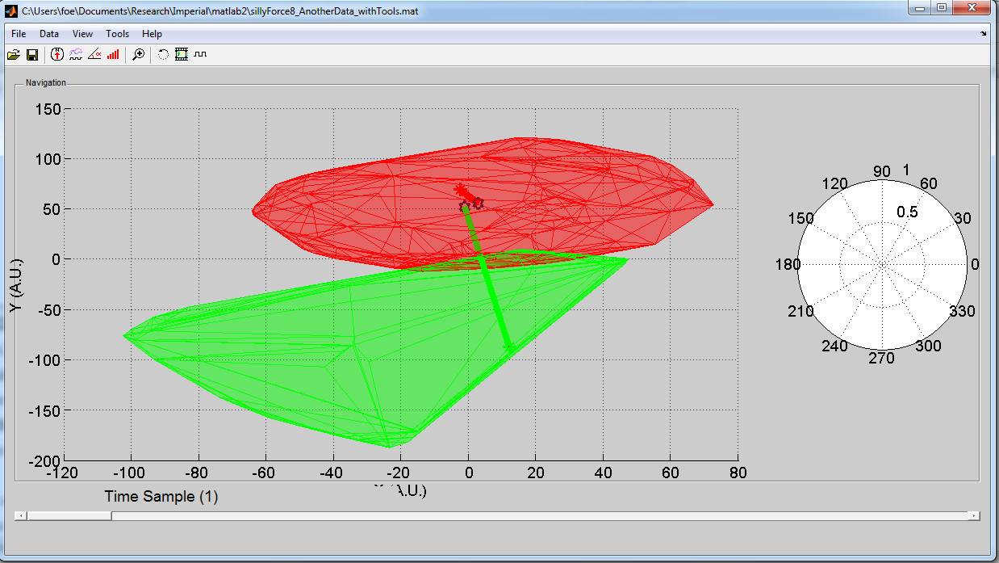 C:\Users\foe\Documents\Research\Imperial\matlab2\sillyForce8_AnotherData_withTools.mat
File Data View Tools Help
Navigation
150
100
50
0
-50
-100
-150
-200
Y (A.U.)
-120 -100 -80 -60 -40 -20 0 20 40 60 80
(A.U.)
90 1
120 60
0.5
150 30
180 0
210 330
240 300
270
Time Sample (1)